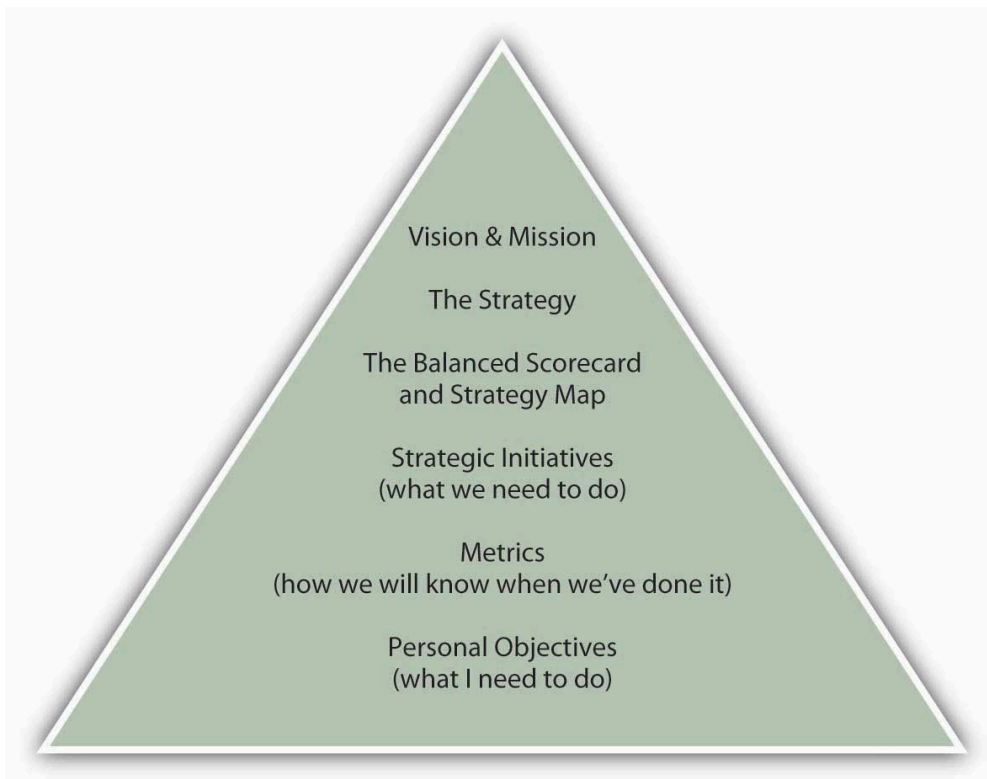 Vision & Mission
The Strategy
The Balanced Scorecard
and Strategy Map
Strategic Initiatives
(what we need to do)
Metrics
(how we will know when we’ve done it)
Personal Objectives
(what I need to do)